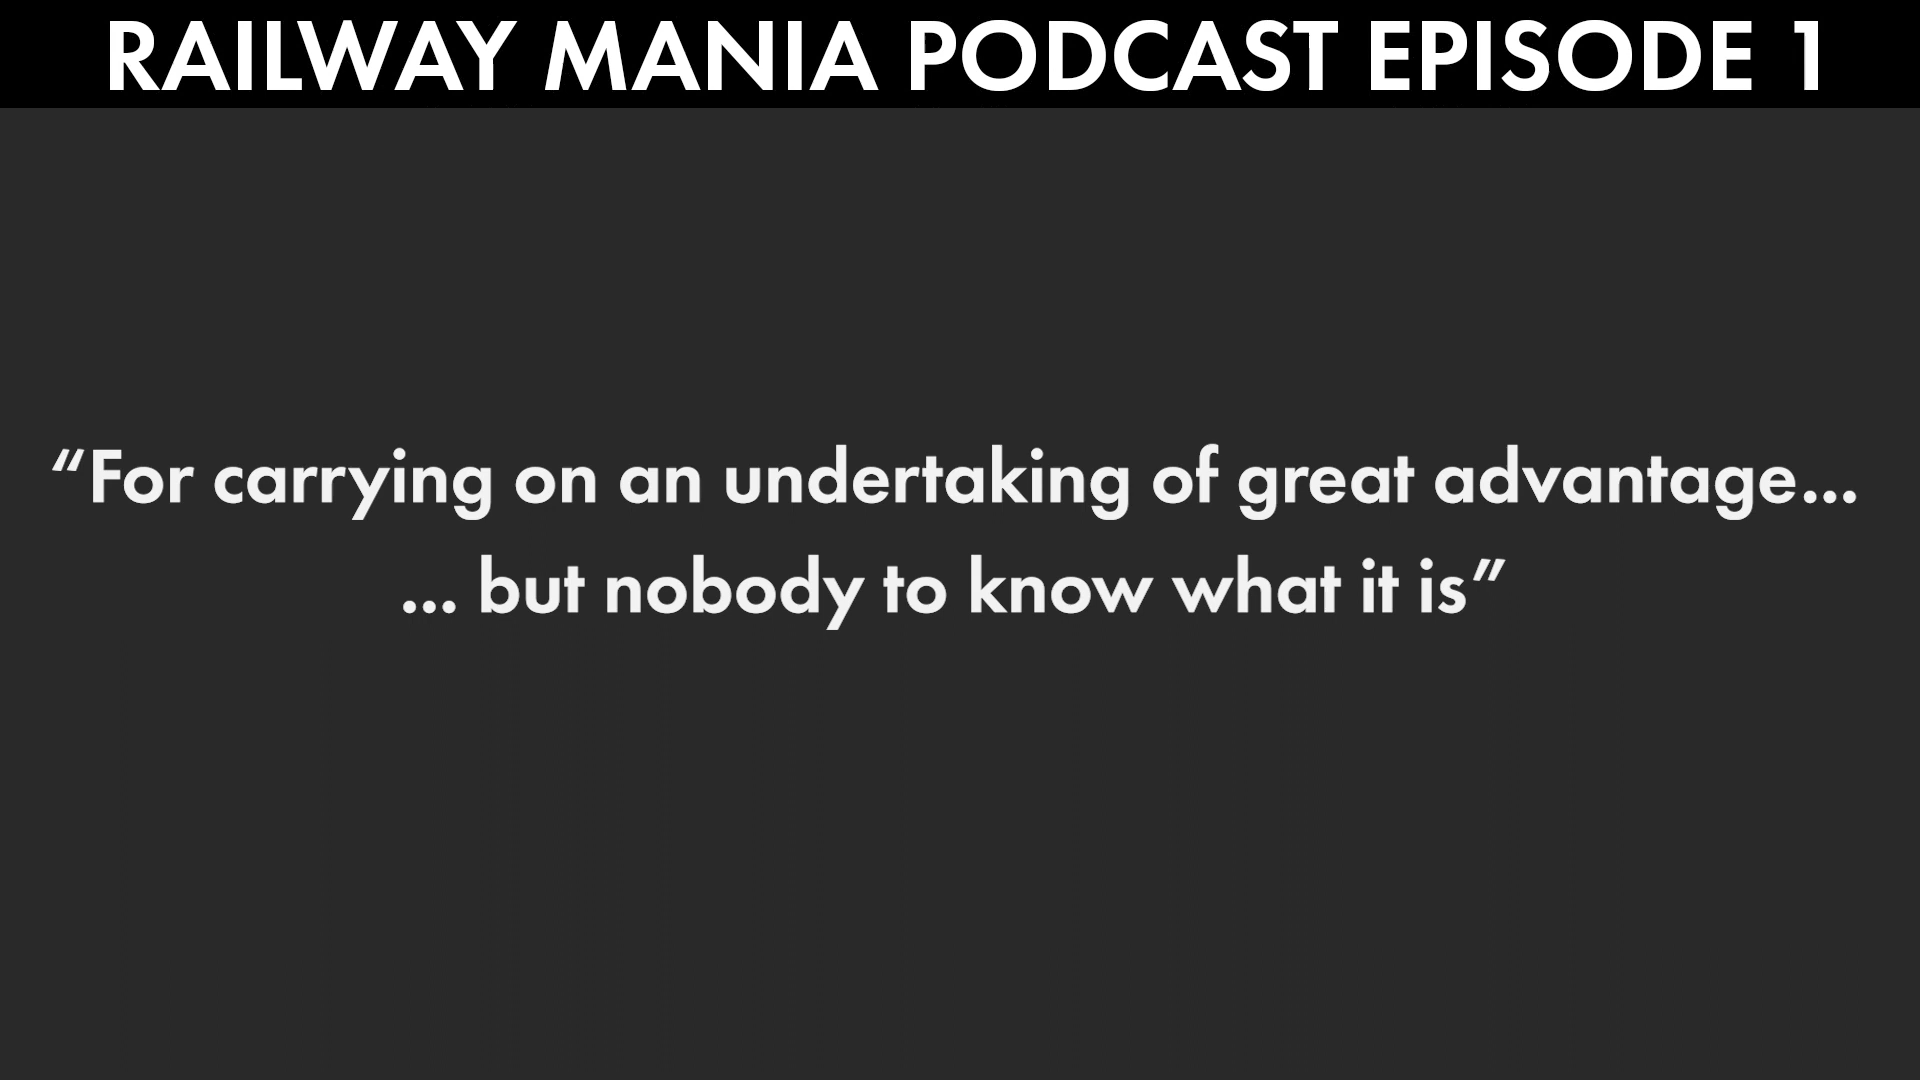 RAILWAY MANIA PODCAST EPISODE 1
“For carrying on an undertaking of great advantage...
... but nobody to know what it is”